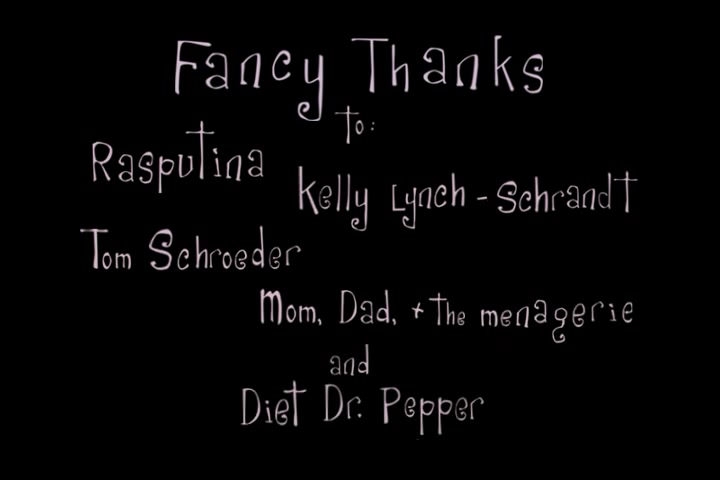 Fancy Thanks
to:
Rasputina
Kelly Lynch - Schrandt
Tom Schroeder
Mom, Dad, + The menagerie
and
Diet Dr. Pepper